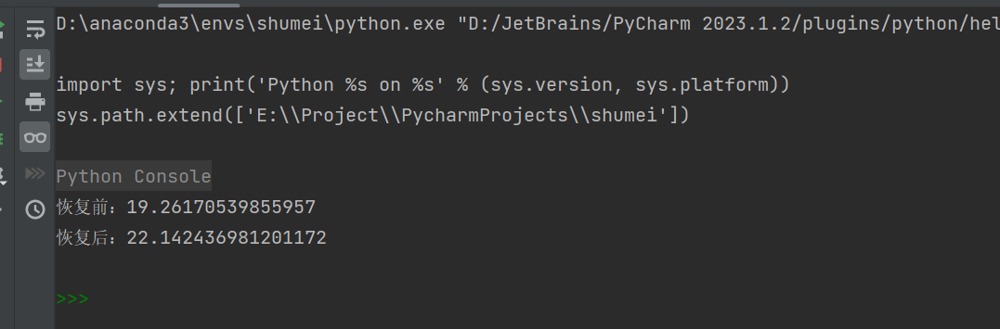 D:\anaconda3\envs\shumei\python.exe "D:/JetBrains/PyCharm 2023.1.2/plugins/python/hel
import sys; print('Python %s on %s' % (sys.version, sys.platform))
sys.path.extend(['E:\\Project\\PycharmProjects\\shumei'])
Python Console
恢复前：19.26170539855957
恢复后：22.142436981201172
>>>